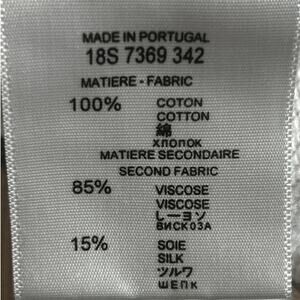 MADE IN PORTUGAL
18S 7369 342
MATIERE - FABRIC
100% COTON
COTTON
綿
ХЛОПОК
MATIERE SECONDAIRE
SECOND FABRIC
85% VISCOSE
VISCOSE
レーヨン
ВИСКОЗА
15% SOIE
SILK
シルク
ШЕЛК